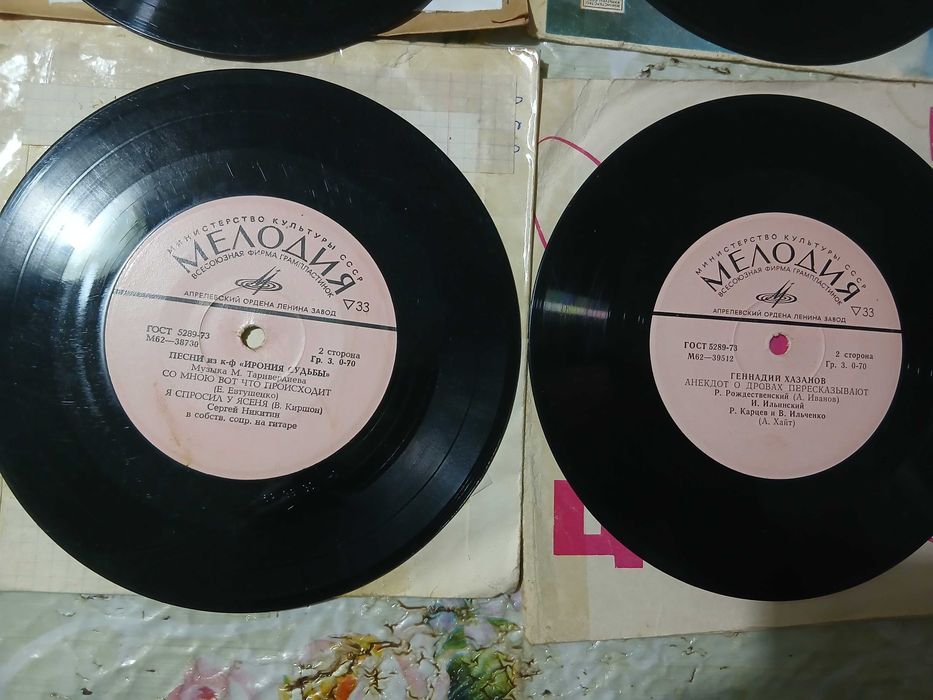 МИНИСТЕРСТВО КУЛЬТУРЫ СССР
МЕЛОДИЯ
ВСЕСОЮЗНАЯ ФИРМА ГРАМПЛАСТИНОК
АПРЕЛЕВСКИЙ ОРДЕНА ЛЕНИНА ЗАВОД
33
ГОСТ 5289-73
М62—38730
2 сторона
Гр. 3. 0-70
ПЕСНИ из к-ф «ИРОНИЯ СУДЬБЫ»
Музыка М. Таривердиева
СО МНОЮ ВОТ ЧТО ПРОИСХОДИТ
(Е. Евтушенко)
Я СПРОСИЛ У ЯСЕНЯ (В. Киршон)
Сергей Никитин
в собств. сопр. на гитаре
МИНИСТЕРСТВО КУЛЬТУРЫ СССР
МЕЛОДИЯ
ВСЕСОЮЗНАЯ ФИРМА ГРАМПЛАСТИНОК
АПРЕЛЕВСКИЙ ОРДЕНА ЛЕНИНА ЗАВОД
33
ГОСТ 5289-73
М62—39512
2 сторона
Гр. 3. 0-70
ГЕННАДИЙ ХАЗАНОВ
АНЕКДОТ О ДРОВАХ ПЕРЕСКАЗЫВАЮТ
Р. Рождественский (А. Иванов)
И. Ильинский
Р. Карцев и В. Ильченко
(А. Хайт)